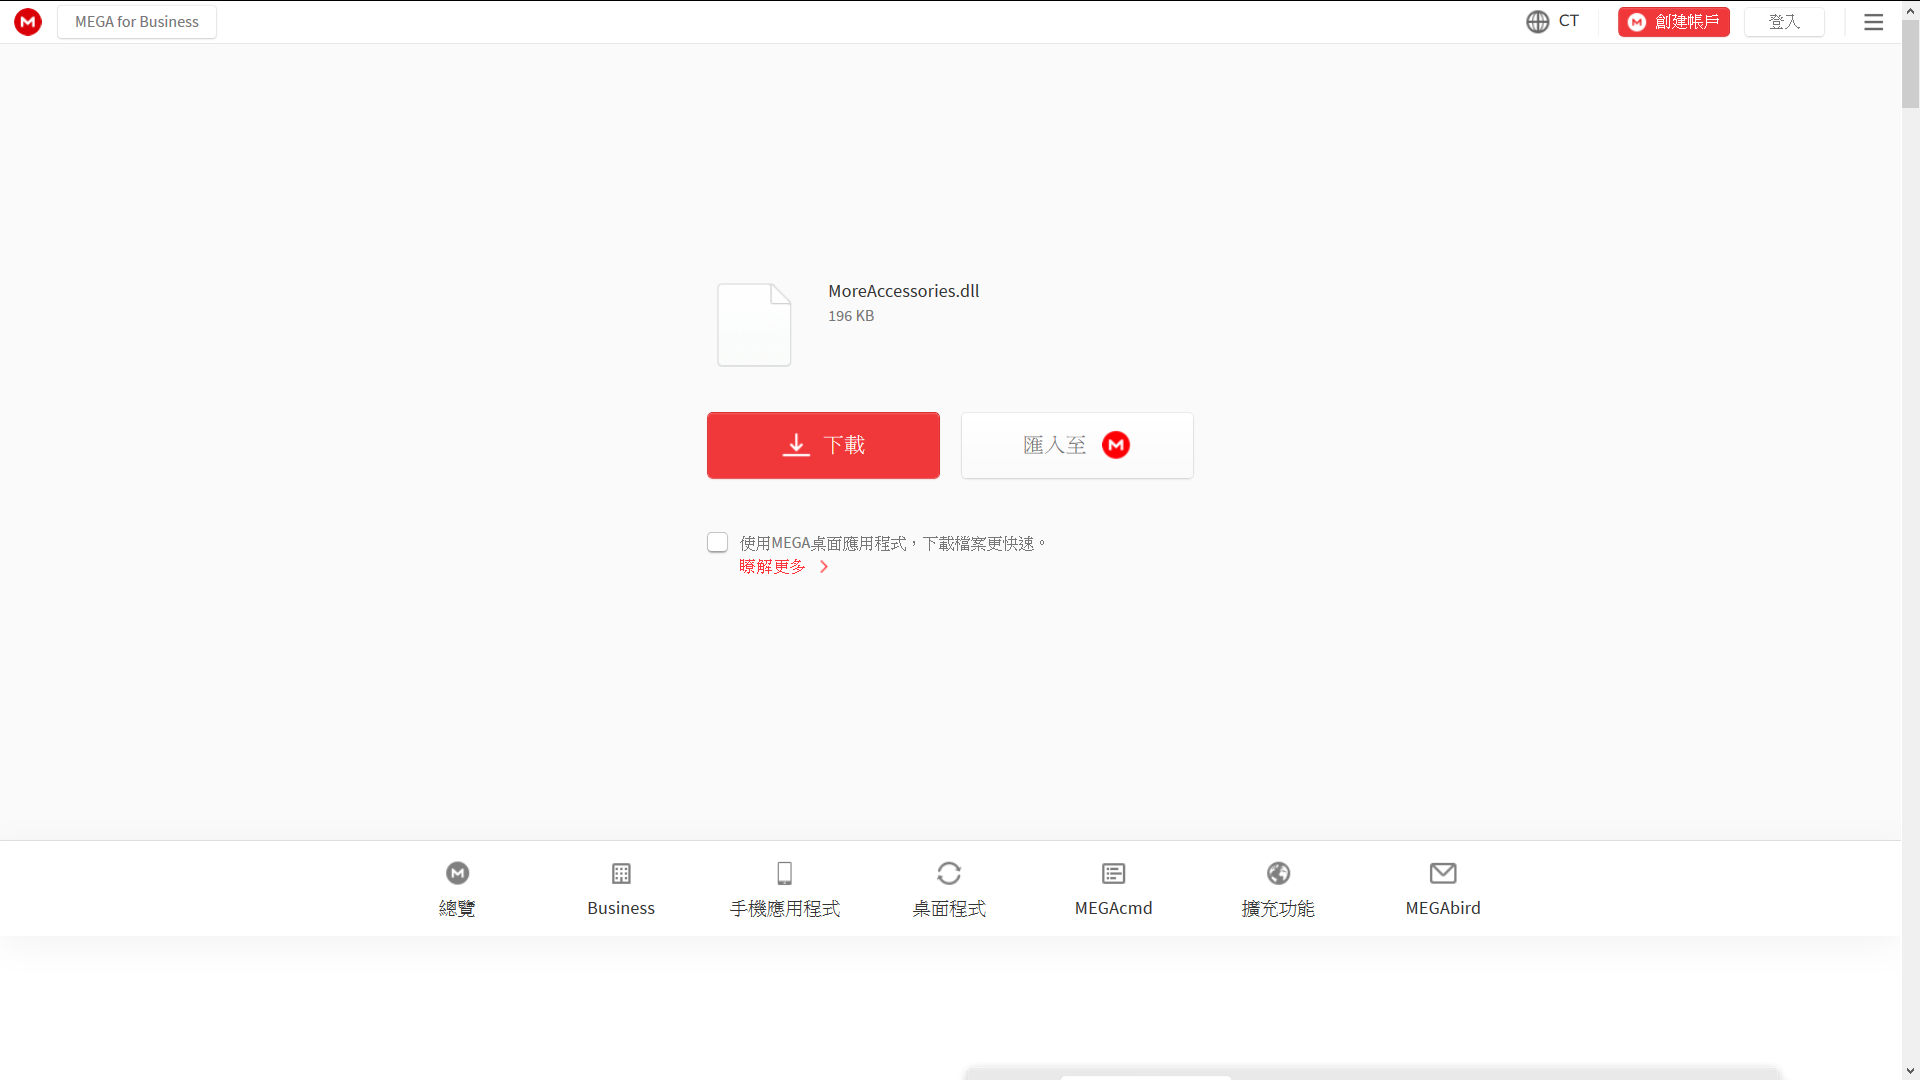 MEGA for Business
CT
創建帳戶
登入
MoreAccessories.dll
196 KB
下載
匯入至
使用MEGA桌面應用程式，下載檔案更快速。
瞭解更多
總覽
Business
手機應用程式
桌面程式
MEGAcmd
擴充功能
MEGAbird